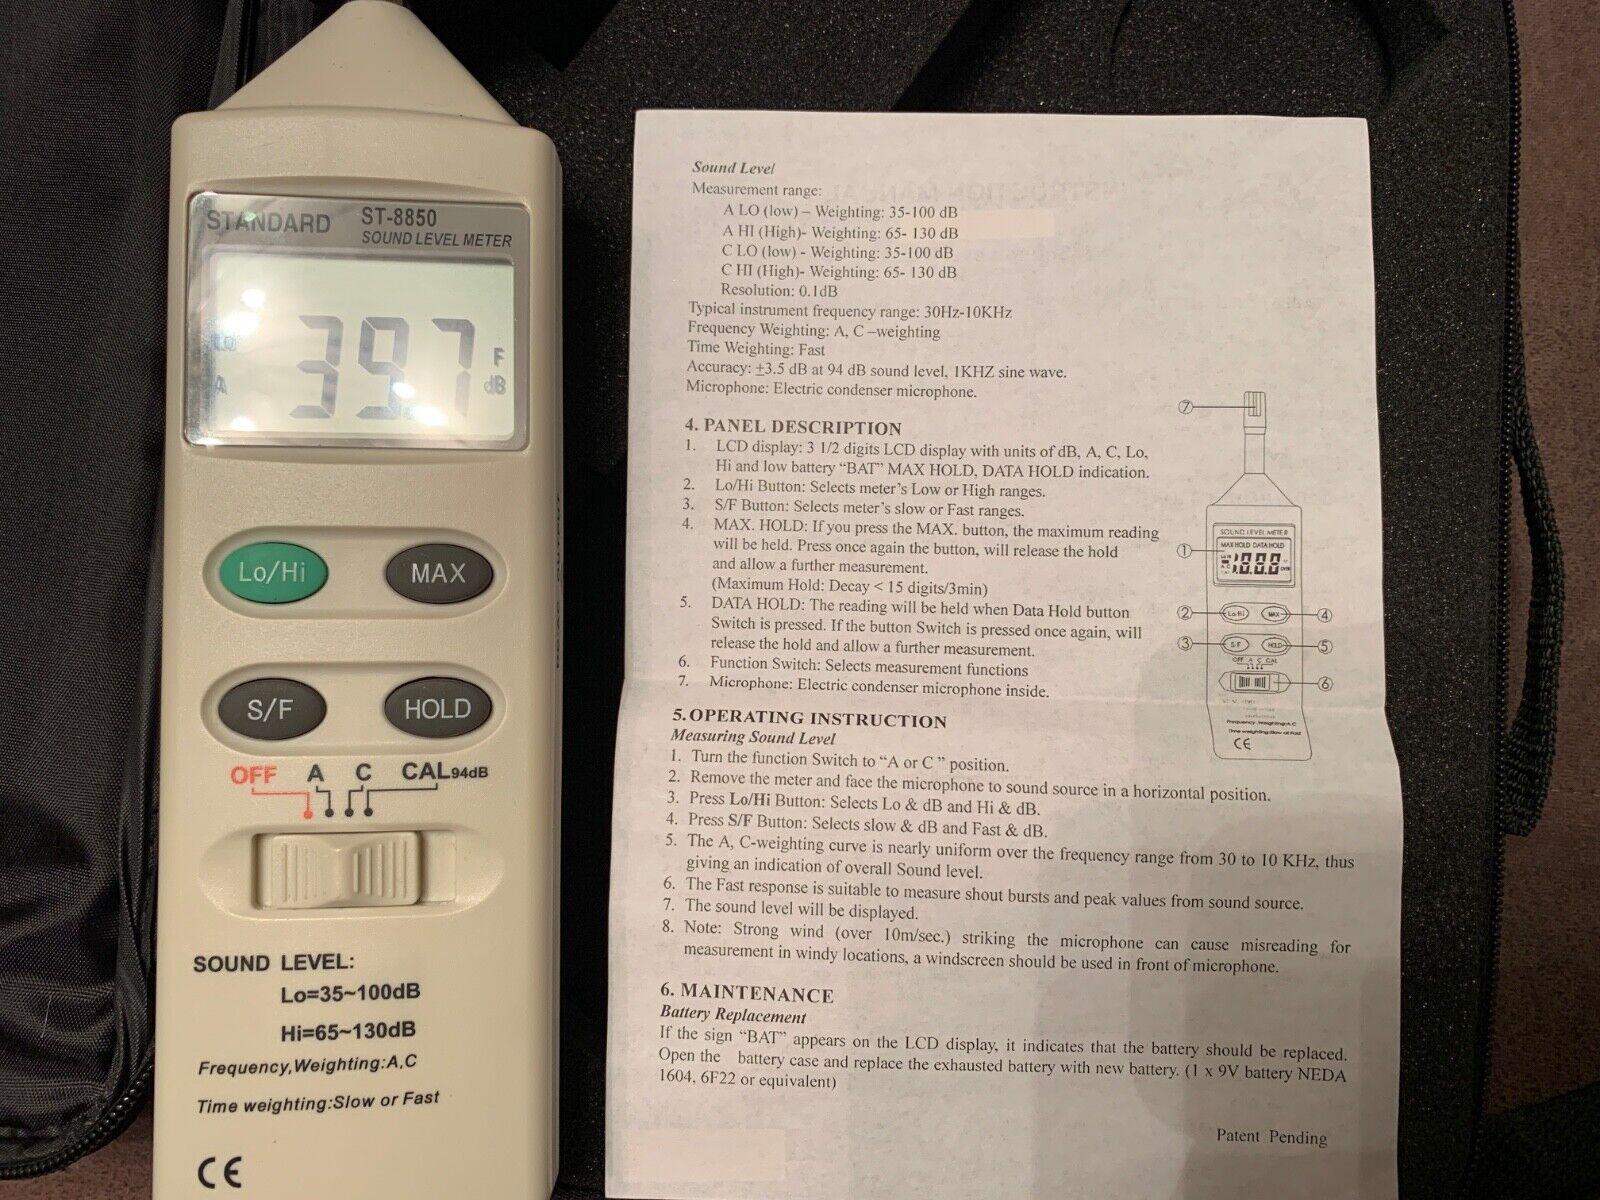 STANDARD ST-8850
SOUND LEVEL METER
Lo
39.7
F
A
dB
Lo/Hi
MAX
S/F
HOLD
OFF A C CAL94dB
SOUND LEVEL:
Lo=35~100dB
Hi=65~130dB
Frequency,Weighting:A,C
Time weighting:Slow or Fast
CE
Sound Level
Measurement range:
A LO (low) – Weighting: 35-100 dB
A HI (High)- Weighting: 65- 130 dB
C LO (low) - Weighting: 35-100 dB
C HI (High)- Weighting: 65- 130 dB
Resolution: 0.1dB
Typical instrument frequency range: 30Hz-10KHz
Frequency Weighting: A, C –weighting
Time Weighting: Fast
Accuracy: ±3.5 dB at 94 dB sound level, 1KHZ sine wave.
Microphone: Electric condenser microphone.
4. PANEL DESCRIPTION
1. LCD display: 3 1/2 digits LCD display with units of dB, A, C, Lo,
Hi and low battery “BAT” MAX HOLD, DATA HOLD indication.
2. Lo/Hi Button: Selects meter's Low or High ranges.
3. S/F Button: Selects meter's slow or Fast ranges.
4. MAX. HOLD: If you press the MAX. button, the maximum reading
will be held. Press once again the button, will release the hold
and allow a further measurement.
(Maximum Hold: Decay < 15 digits/3min)
5. DATA HOLD: The reading will be held when Data Hold button
Switch is pressed. If the button Switch is pressed once again, will
release the hold and allow a further measurement.
6. Function Switch: Selects measurement functions
7. Microphone: Electric condenser microphone inside.
⑦
SOUND LEVEL METER
MAX HOLD DATA HOLD
①
②
Lo/Hi
MAX
④
③
S/F
HOLD
⑤
OFF A C CAL
⑥
Frequency ,Weighting:A,C
Time weighting:Slow or Fast
CE
5. OPERATING INSTRUCTION
Measuring Sound Level
1. Turn the function Switch to “A or C ” position.
2. Remove the meter and face the microphone to sound source in a horizontal position.
3. Press Lo/Hi Button: Selects Lo & dB and Hi & dB.
4. Press S/F Button: Selects slow & dB and Fast & dB.
5. The A, C-weighting curve is nearly uniform over the frequency range from 30 to 10 KHz, thus
giving an indication of overall Sound level.
6. The Fast response is suitable to measure shout bursts and peak values from sound source.
7. The sound level will be displayed.
8. Note: Strong wind (over 10m/sec.) striking the microphone can cause misreading for
measurement in windy locations, a windscreen should be used in front of microphone.
6. MAINTENANCE
Battery Replacement
If the sign “BAT” appears on the LCD display, it indicates that the battery should be replaced.
Open the battery case and replace the exhausted battery with new battery. (1 x 9V battery NEDA
1604, 6F22 or equivalent)
Patent Pending